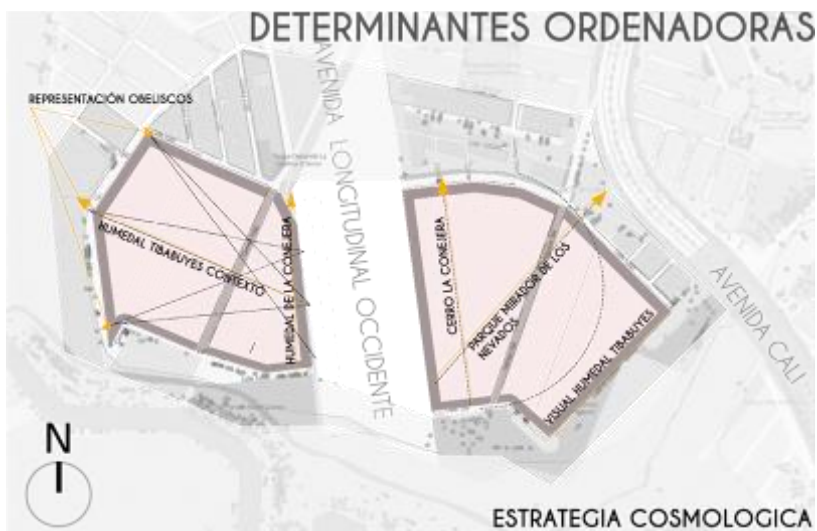 DETERMINANTES ORDENADORAS
REPRESENTACIÓN OBELISCOS
AVENIDA LONGITUDINAL OCCIDENTE
HUMEDAL TIBABUYES CONTEXTO
HUMEDAL DE LA CONEJERA
CERRO LA CONEJERA
PARQUE MIRADOR DE LOS
NEVADOS
VISUAL HUMEDAL TIBABUYES
AVENIDA CALI
N
ESTRATEGIA COSMOLOGICA